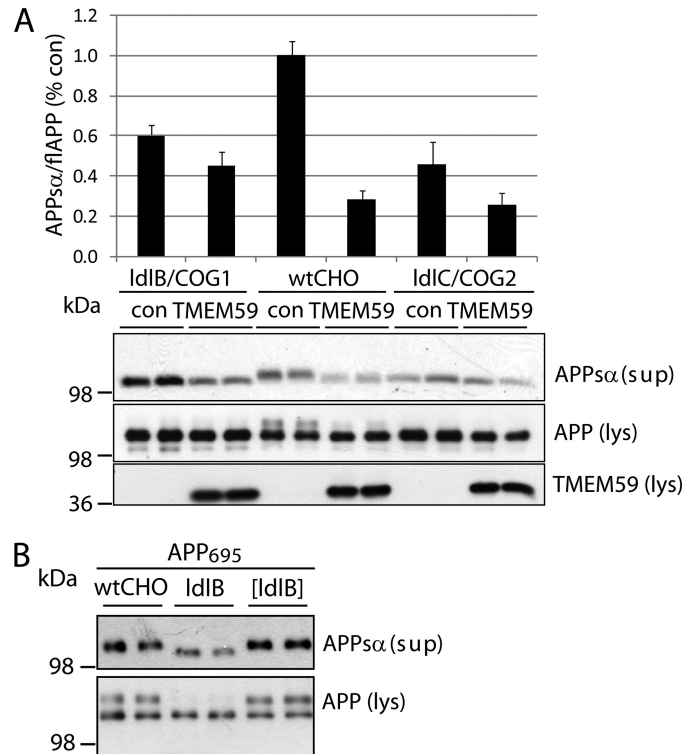 A
1.2
1.0
0.8
0.6
0.4
0.2
0.0
APPsα/flAPP (% con)
ldlB/COG1 wtCHO ldlC/COG2
kDa
con TMEM59 con TMEM59 con TMEM59
98
APPsα (sup)
98
APP (lys)
36
TMEM59 (lys)
B
APP695
kDa
wtCHO ldlB [ldlB]
98
APPsα (sup)
98
APP (lys)